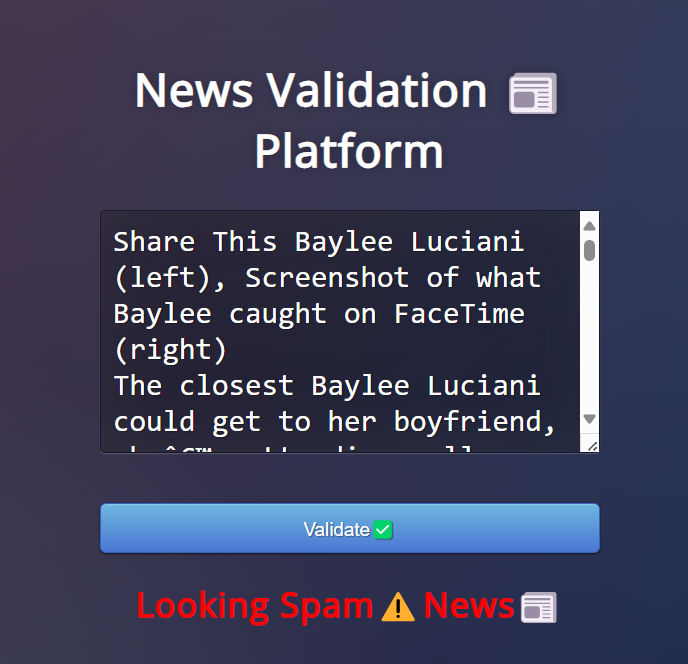 News Validation
Platform
Share This Baylee Luciani
(left), Screenshot of what
Baylee caught on FaceTime
(right)
The closest Baylee Luciani
could get to her boyfriend,
Validate
Looking Spam News